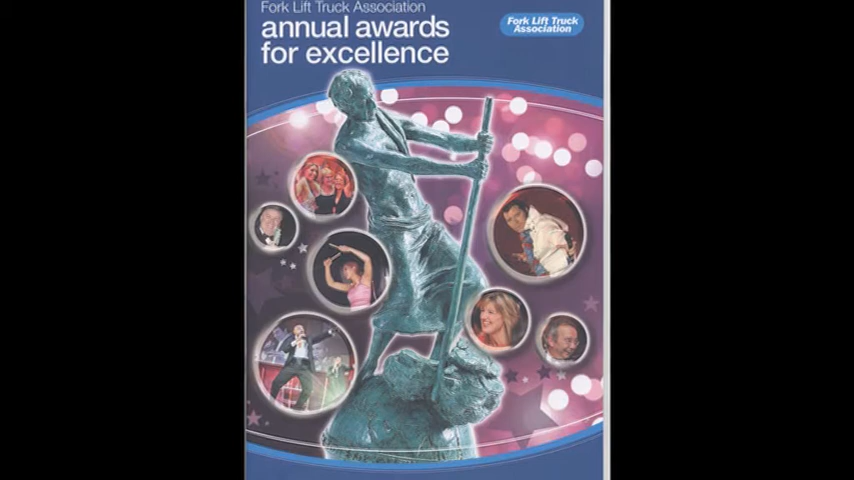 Fork Lift Truck Association
annual awards
for excellence
Fork Lift Truck
Association